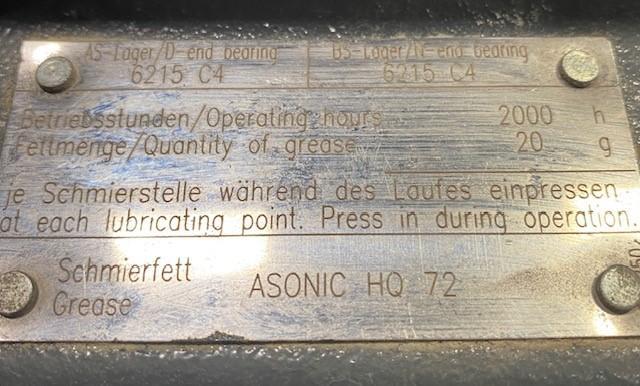 AS-Lager/D-end bearing BS-Lager/N-end bearing
6215 C4 6215 C4
Betriebsstunden/Operating hours 2000 h
Fettmenge/Quantity of grease 20 g
je Schmierstelle während des Laufes einpressen
at each lubricating point. Press in during operation.
Schmierfett
Grease ASONIC HQ 72